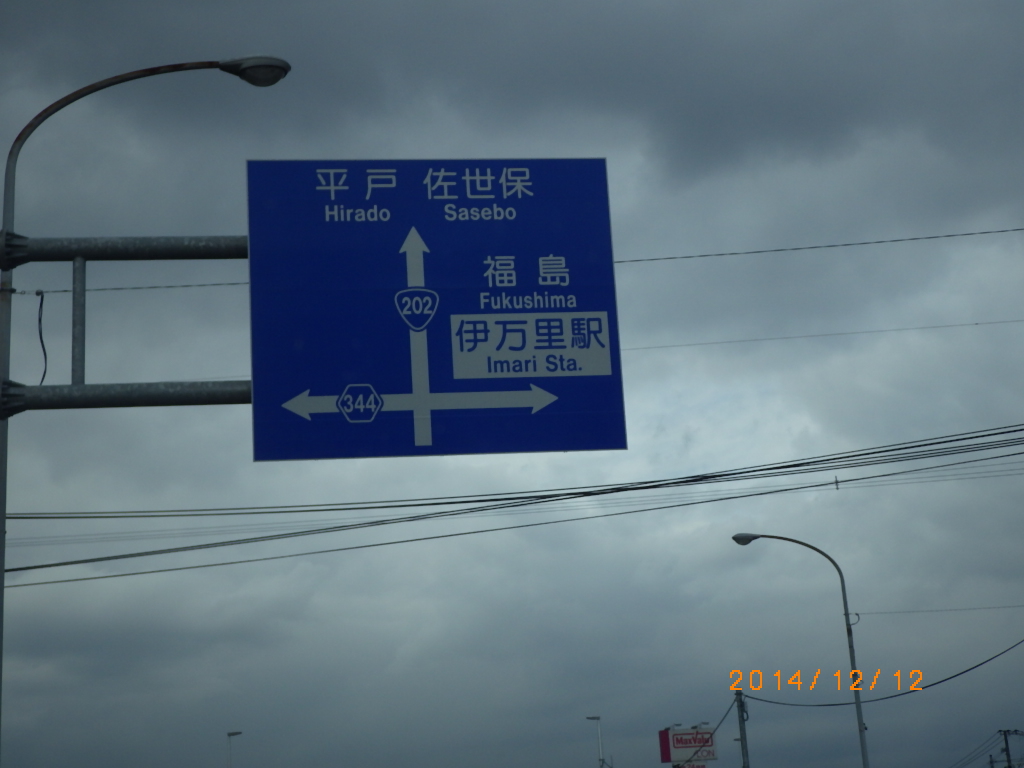 平戸 佐世保
Hirado Sasebo
福島
Fukushima
202
伊万里駅
Imari Sta.
344
2014/12/12
MaxValu